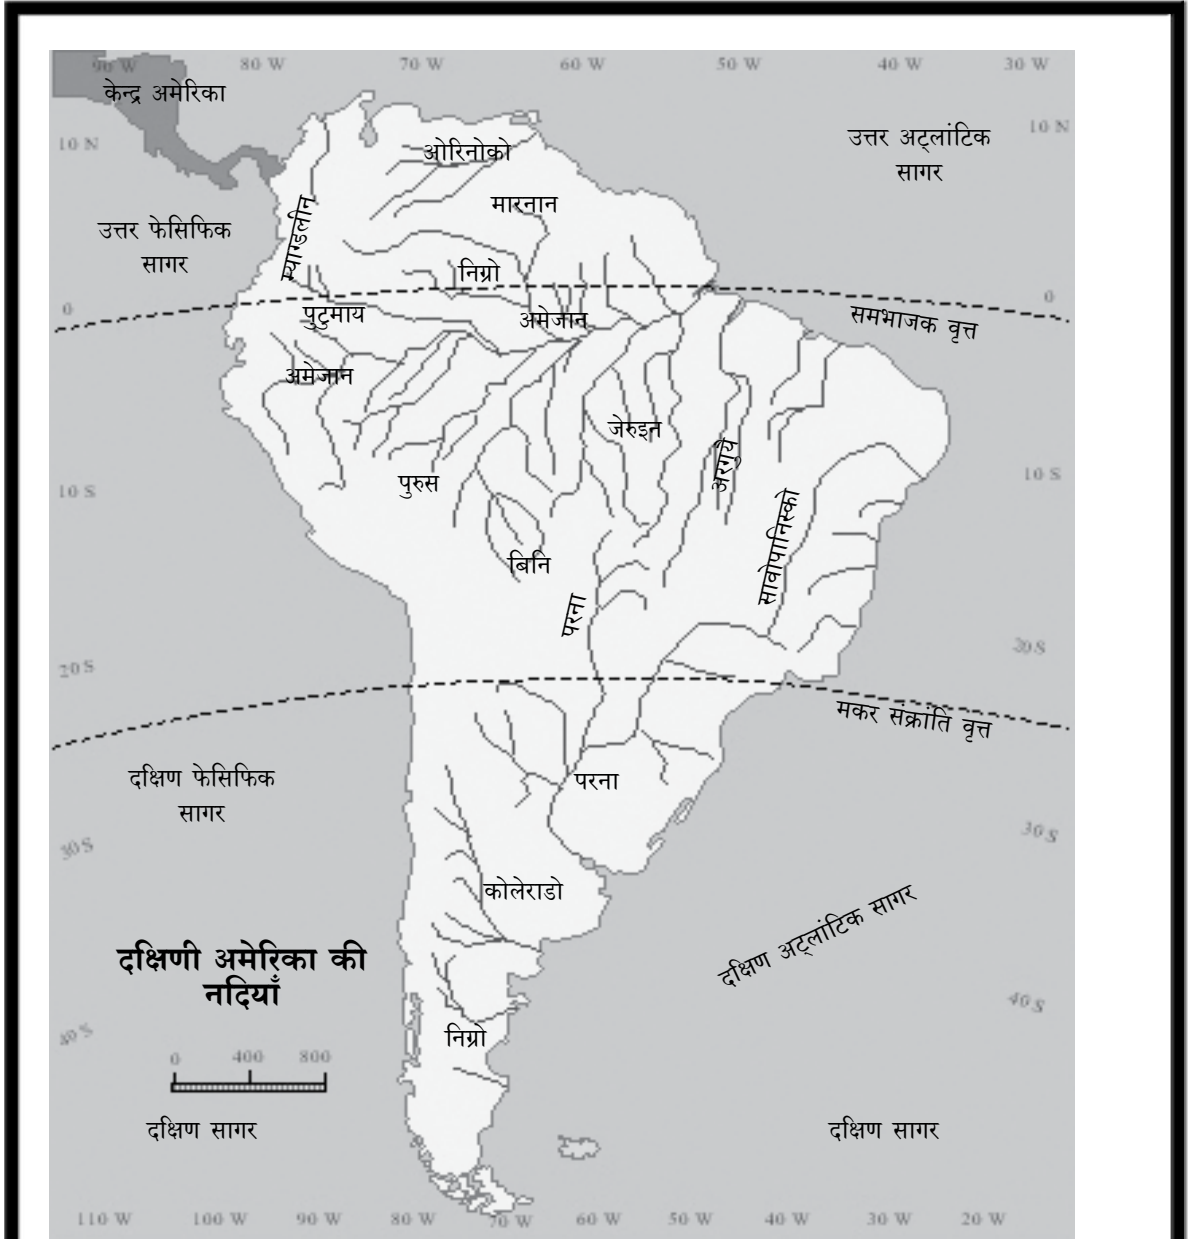 90 W 80 W 70 W 60 W 50 W 40 W 30 W
केन्द्र अमेरिका
10 N
10 N
उत्तर अट्लांटिक
सागर
ओरिनोको
मारनान
म्याग्डलीन
उत्तर फेसिफिक
सागर
निग्रो
0
0
पुटुमाय
अमेजान
समभाजक वृत्त
अमेजान
जेरुइन
अरगुये
पुरुस
10 S
10 S
सावोपानिस्को
बिनि
परना
20 S
20 S
मकर संक्रांति वृत्त
दक्षिण फेसिफिक
सागर
परना
30 S
30 S
कोलेराडो
दक्षिण अट्लांटिक सागर
दक्षिणी अमेरिका की
नदियाँ
40 S
40 S
निग्रो
0 400 800
दक्षिण सागर
दक्षिण सागर
110 W 100 W 90 W 80 W 70 W 60 W 50 W 40 W 30 W 20 W